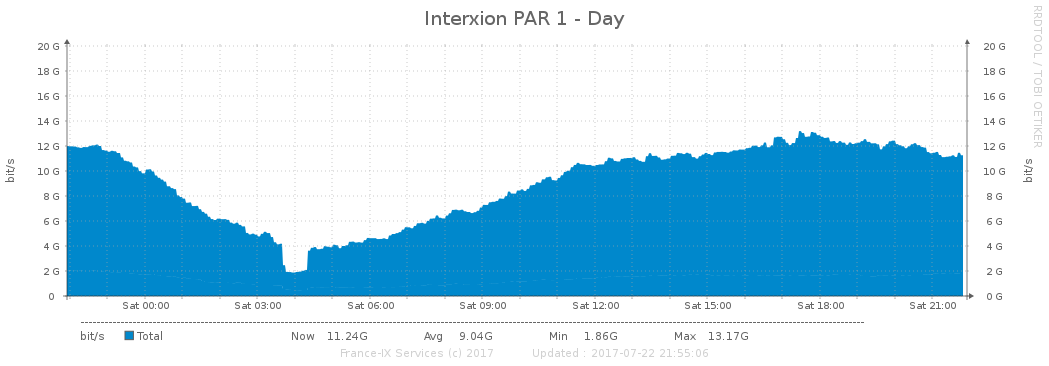 Interxion PAR 1 - Day
RRDTOOL / TOBI OETIKER
20 G 20 G
18 G 18 G
16 G 16 G
14 G 14 G
12 G 12 G
10 G 10 G
8 G 8 G
6 G 6 G
4 G 4 G
2 G 2 G
0 0 G
bit/s
bit/s
Sat 00:00 Sat 03:00 Sat 06:00 Sat 09:00 Sat 12:00 Sat 15:00 Sat 18:00 Sat 21:00
bit/s Total Now 11.24G Avg 9.04G Min 1.86G Max 13.17G
France-IX Services (c) 2017 Updated : 2017-07-22 21:55:06